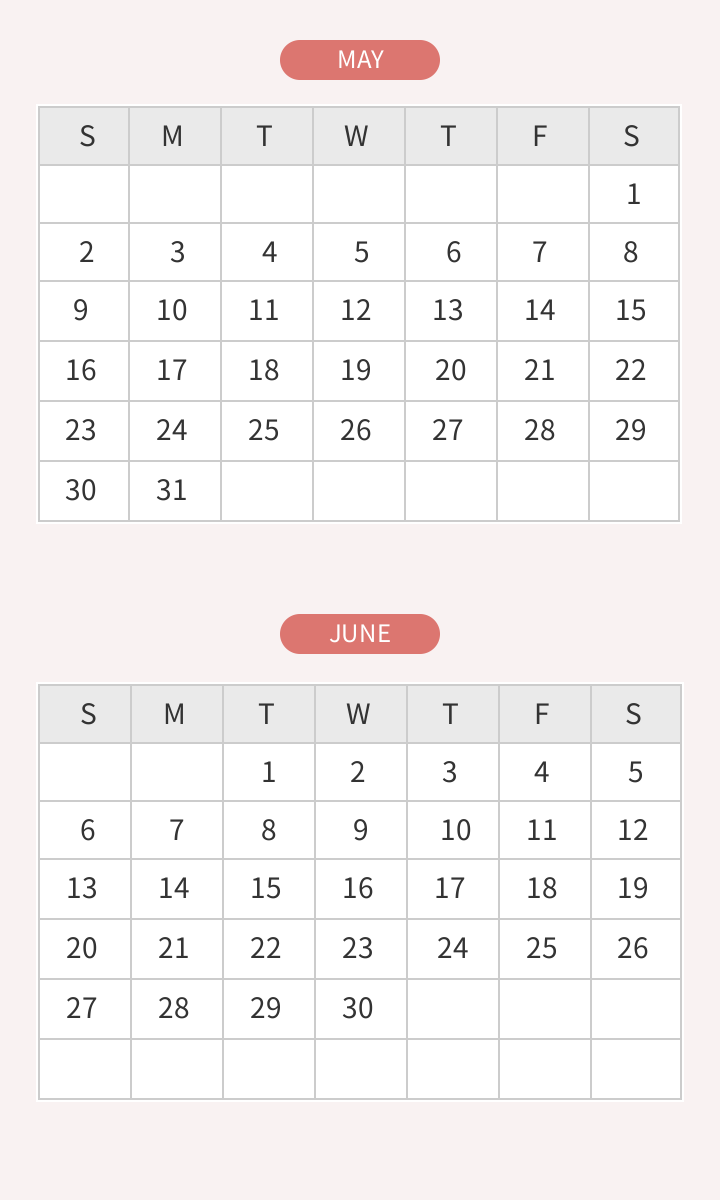 MAY
S M T W T F S
1
2 3 4 5 6 7 8
9 10 11 12 13 14 15
16 17 18 19 20 21 22
23 24 25 26 27 28 29
30 31
JUNE
S M T W T F S
1 2 3 4 5
6 7 8 9 10 11 12
13 14 15 16 17 18 19
20 21 22 23 24 25 26
27 28 29 30